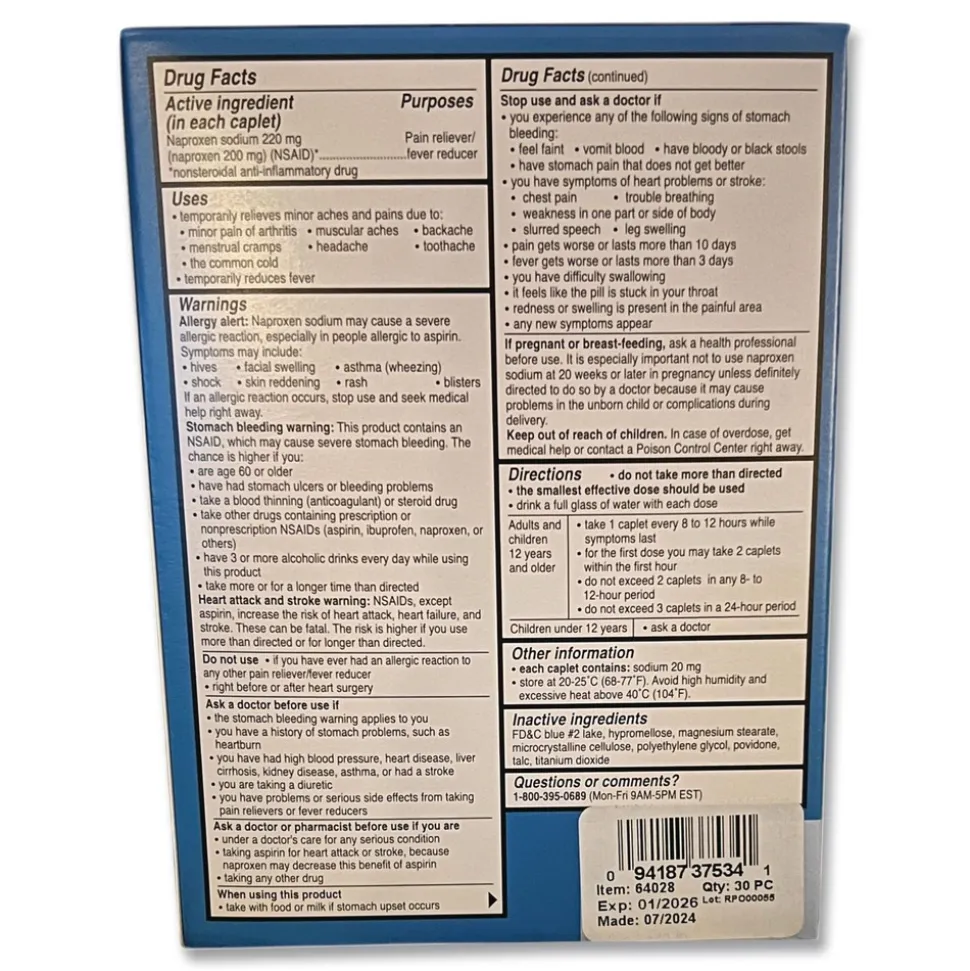 Drug Facts
Active ingredient Purposes
(in each caplet)
Naproxen sodium 220 mg Pain reliever/
(naproxen 200 mg) (NSAID)*..............................fever reducer
*nonsteroidal anti-inflammatory drug
Uses
• temporarily relieves minor aches and pains due to:
• minor pain of arthritis • muscular aches • backache
• menstrual cramps • headache • toothache
• the common cold
• temporarily reduces fever
Warnings
Allergy alert: Naproxen sodium may cause a severe
allergic reaction, especially in people allergic to aspirin.
Symptoms may include:
• hives • facial swelling • asthma (wheezing)
• shock • skin reddening • rash • blisters
If an allergic reaction occurs, stop use and seek medical
help right away.
Stomach bleeding warning: This product contains an
NSAID, which may cause severe stomach bleeding. The
chance is higher if you:
• are age 60 or older
• have had stomach ulcers or bleeding problems
• take a blood thinning (anticoagulant) or steroid drug
• take other drugs containing prescription or
nonprescription NSAIDs (aspirin, ibuprofen, naproxen, or
others)
• have 3 or more alcoholic drinks every day while using
this product
• take more or for a longer time than directed
Heart attack and stroke warning: NSAIDs, except
aspirin, increase the risk of heart attack, heart failure, and
stroke. These can be fatal. The risk is higher if you use
more than directed or for longer than directed.
Do not use • if you have ever had an allergic reaction to
any other pain reliever/fever reducer
• right before or after heart surgery
Ask a doctor before use if
• the stomach bleeding warning applies to you
• you have a history of stomach problems, such as
heartburn
• you have had high blood pressure, heart disease, liver
cirrhosis, kidney disease, asthma, or had a stroke
• you are taking a diuretic
• you have problems or serious side effects from taking
pain relievers or fever reducers
Ask a doctor or pharmacist before use if you are
• under a doctor's care for any serious condition
• taking aspirin for heart attack or stroke, because
naproxen may decrease this benefit of aspirin
• taking any other drug
When using this product
• take with food or milk if stomach upset occurs
Drug Facts (continued)
Stop use and ask a doctor if
• you experience any of the following signs of stomach
bleeding:
• feel faint • vomit blood • have bloody or black stools
• have stomach pain that does not get better
• you have symptoms of heart problems or stroke:
• chest pain • trouble breathing
• weakness in one part or side of body
• slurred speech • leg swelling
• pain gets worse or lasts more than 10 days
• fever gets worse or lasts more than 3 days
• you have difficulty swallowing
• it feels like the pill is stuck in your throat
• redness or swelling is present in the painful area
• any new symptoms appear
If pregnant or breast-feeding, ask a health professional
before use. It is especially important not to use naproxen
sodium at 20 weeks or later in pregnancy unless definitely
directed to do so by a doctor because it may cause
problems in the unborn child or complications during
delivery.
Keep out of reach of children. In case of overdose, get
medical help or contact a Poison Control Center right away.
Directions • do not take more than directed
• the smallest effective dose should be used
• drink a full glass of water with each dose
Adults and children 12 years and older
• take 1 caplet every 8 to 12 hours while
symptoms last
• for the first dose you may take 2 caplets
within the first hour
• do not exceed 2 caplets in any 8- to
12-hour period
• do not exceed 3 caplets in a 24-hour period
Children under 12 years • ask a doctor
Other information
• each caplet contains: sodium 20 mg
• store at 20-25˚C (68-77˚F). Avoid high humidity and
excessive heat above 40˚C (104˚F).
Inactive ingredients
FD&C blue #2 lake, hypromellose, magnesium stearate,
microcrystalline cellulose, polyethylene glycol, povidone,
talc, titanium dioxide
Questions or comments?
1-800-395-0689 (Mon-Fri 9AM-5PM EST)
0 94187 37534 1
Item: 64028 Qty: 30 PC
Exp: 01/2026 Lot: RPO00055
Made: 07/2024